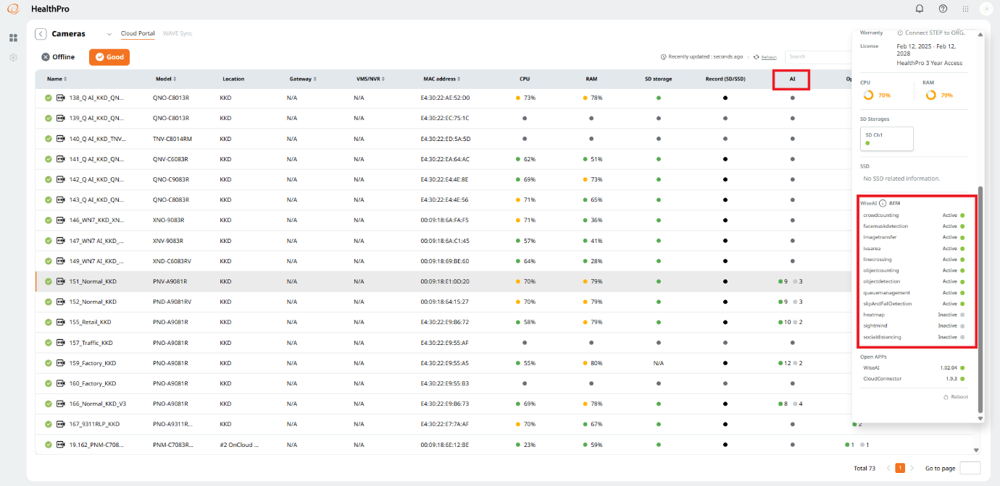 HealthPro
Cameras Cloud Portal WAVE Sync
Offline Good Recently updated : seconds ago Refresh Search
Name Model Location Gateway VMS/NVR MAC address CPU RAM SD storage Record (SD/SSD) AI
138_Q AI_KKD_QN... QNO-C8013R KKD N/A N/A E4:30:22:AE:52:D0 73% 78%
139_Q AI_KKD_QN... QNO-C8013R KKD N/A N/A E4:30:22:EC:75:1C
140_Q AI_KKD_TNV... TNV-C8014RM KKD N/A N/A E4:30:22:ED:5A:5D
141_Q AI_KKD_QN... QNV-C6083R KKD N/A N/A E4:30:22:EA:64:AC 62% 51%
142_Q AI_KKD_QN... QNO-C9083R KKD N/A N/A E4:30:22:E4:4E:8E 69% 73%
143_Q AI_KKD_QN... QNO-C8083R KKD N/A N/A E4:30:22:E4:4E:56 71% 65%
146_WN7_KKD_XN... XNO-9083R KKD N/A N/A 00:09:18:6A:FA:F5 71% 36%
147_WN7 AI_KKD_... XNV-9083R KKD N/A N/A 00:09:18:6A:C1:45 57% 41%
149_WN7 AI_KKD_... XND-C6083RV KKD N/A N/A 00:09:18:69:BE:60 64% 28%
151_Normal_KKD PNV-A9081R KKD N/A N/A 00:09:18:E1:0D:20 70% 79% 9 3
152_Normal_KKD PND-A9081RV KKD N/A N/A 00:09:18:64:15:27 70% 79% 9 3
155_Retail_KKD PNO-A9081R KKD N/A N/A E4:30:22:E9:B6:72 58% 79% 10 2
157_Traffic_KKD PNO-A9081R KKD N/A N/A E4:30:22:E9:55:AF
159_Factory_KKD PNO-A9081R KKD N/A N/A E4:30:22:E9:55:A5 55% 80% N/A 12 2
160_Factory_KKD PNO-A9081R KKD N/A N/A E4:30:22:E9:55:B3
166_Normal_KKD_V3 PNO-A9081R KKD N/A N/A E4:30:22:E9:B6:73 69% 78% 8 4
167_9311RLP_KKD PNO-A9311R... KKD N/A N/A E4:30:22:E7:7A:AF 70% 67% 2
19.162_PNM-C708... PNM-C7083R... #2 OnCloud ... N/A N/A 00:09:18:6E:12:BE 23% 59% 1 1
Total 73 1 Go to page
Warranty Connect STEP to ORG.
License Feb 12, 2025 - Feb 12,
2028
HealthPro 3 Year Access
CPU RAM
70% 79%
SD Storages
SD Ch1
SSD
No SSD related information.
WiseAI BETA
crowdcounting Active
facemaskdetection Active
imagetransfer Active
ivaarea Active
linecrossing Active
objectcounting Active
objectdetection Active
queuemanagement Active
slipAndFallDetection Active
heatmap Inactive
sightmind Inactive
socialdistancing Inactive
Open APPs
WiseAI 1.02.04
CloudConnector 1.9.3
Reboot